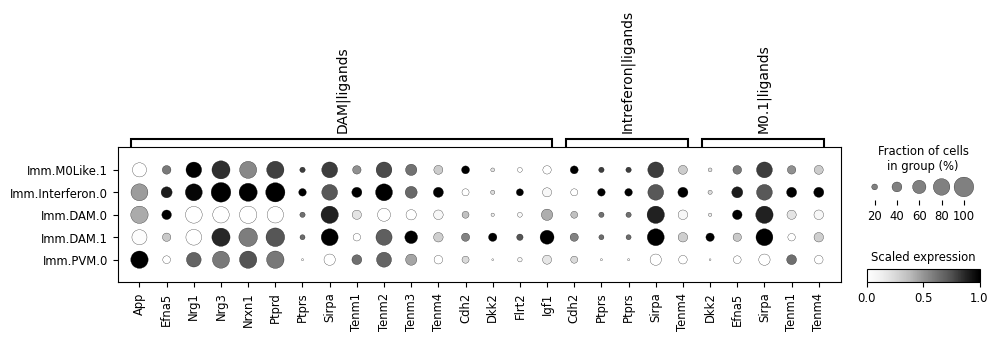 DAM|ligands
Intreferon|ligands
M0.1|ligands
Imm.M0Like.1
Imm.Interferon.0
Imm.DAM.0
Imm.DAM.1
Imm.PVM.0
App Efna5 Nrg1 Nrg3 Nrxn1 Ptprd Ptprs Sirpa Tenm1 Tenm2 Tenm3 Tenm4 Cdh2 Dkk2 Flrt2 Igf1 Cdh2 Ptprs Ptprs Sirpa Tenm4 Dkk2 Efna5 Sirpa Tenm1 Tenm4
Fraction of cells
in group (%)
20 40 60 80 100
Scaled expression
0.0 0.5 1.0